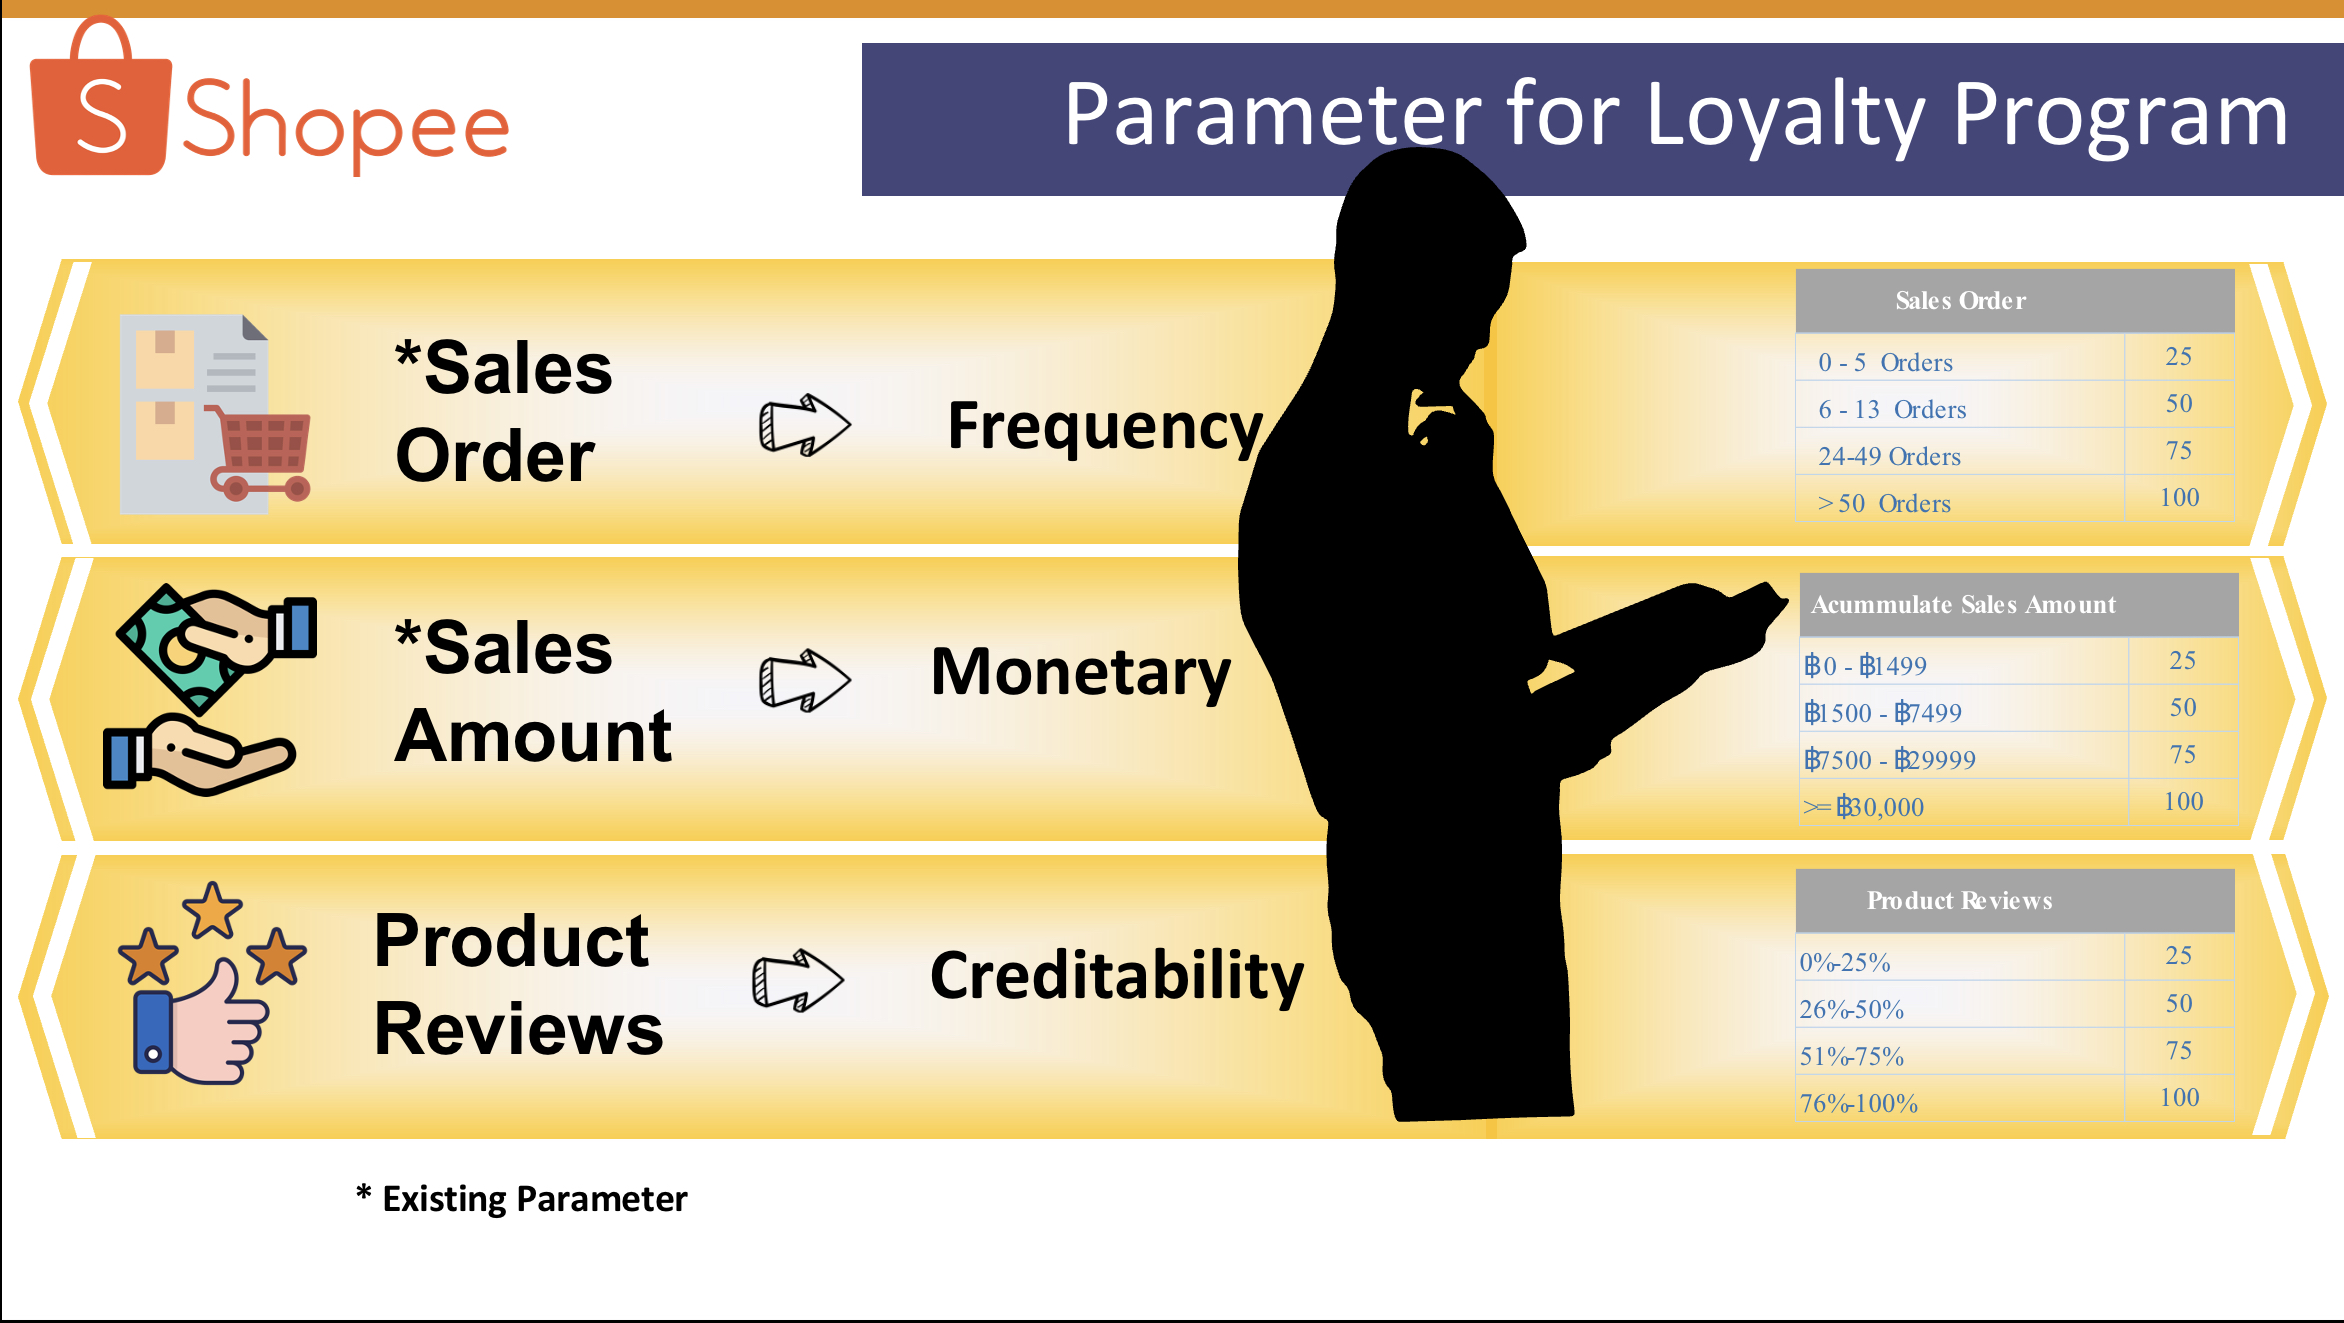 S Shopee
Parameter for Loyalty Program
*Sales
Order
Frequency
Sales Order
0 - 5 Orders 25
6 - 13 Orders 50
24-49 Orders 75
> 50 Orders 100
*Sales
Amount
Monetary
Acummulate Sales Amount
฿0 - ฿1499 25
฿1500 - ฿7499 50
฿7500 - ฿29999 75
>= ฿30,000 100
Product
Reviews
Creditability
Product Reviews
0%-25% 25
26%-50% 50
51%-75% 75
76%-100% 100
* Existing Parameter